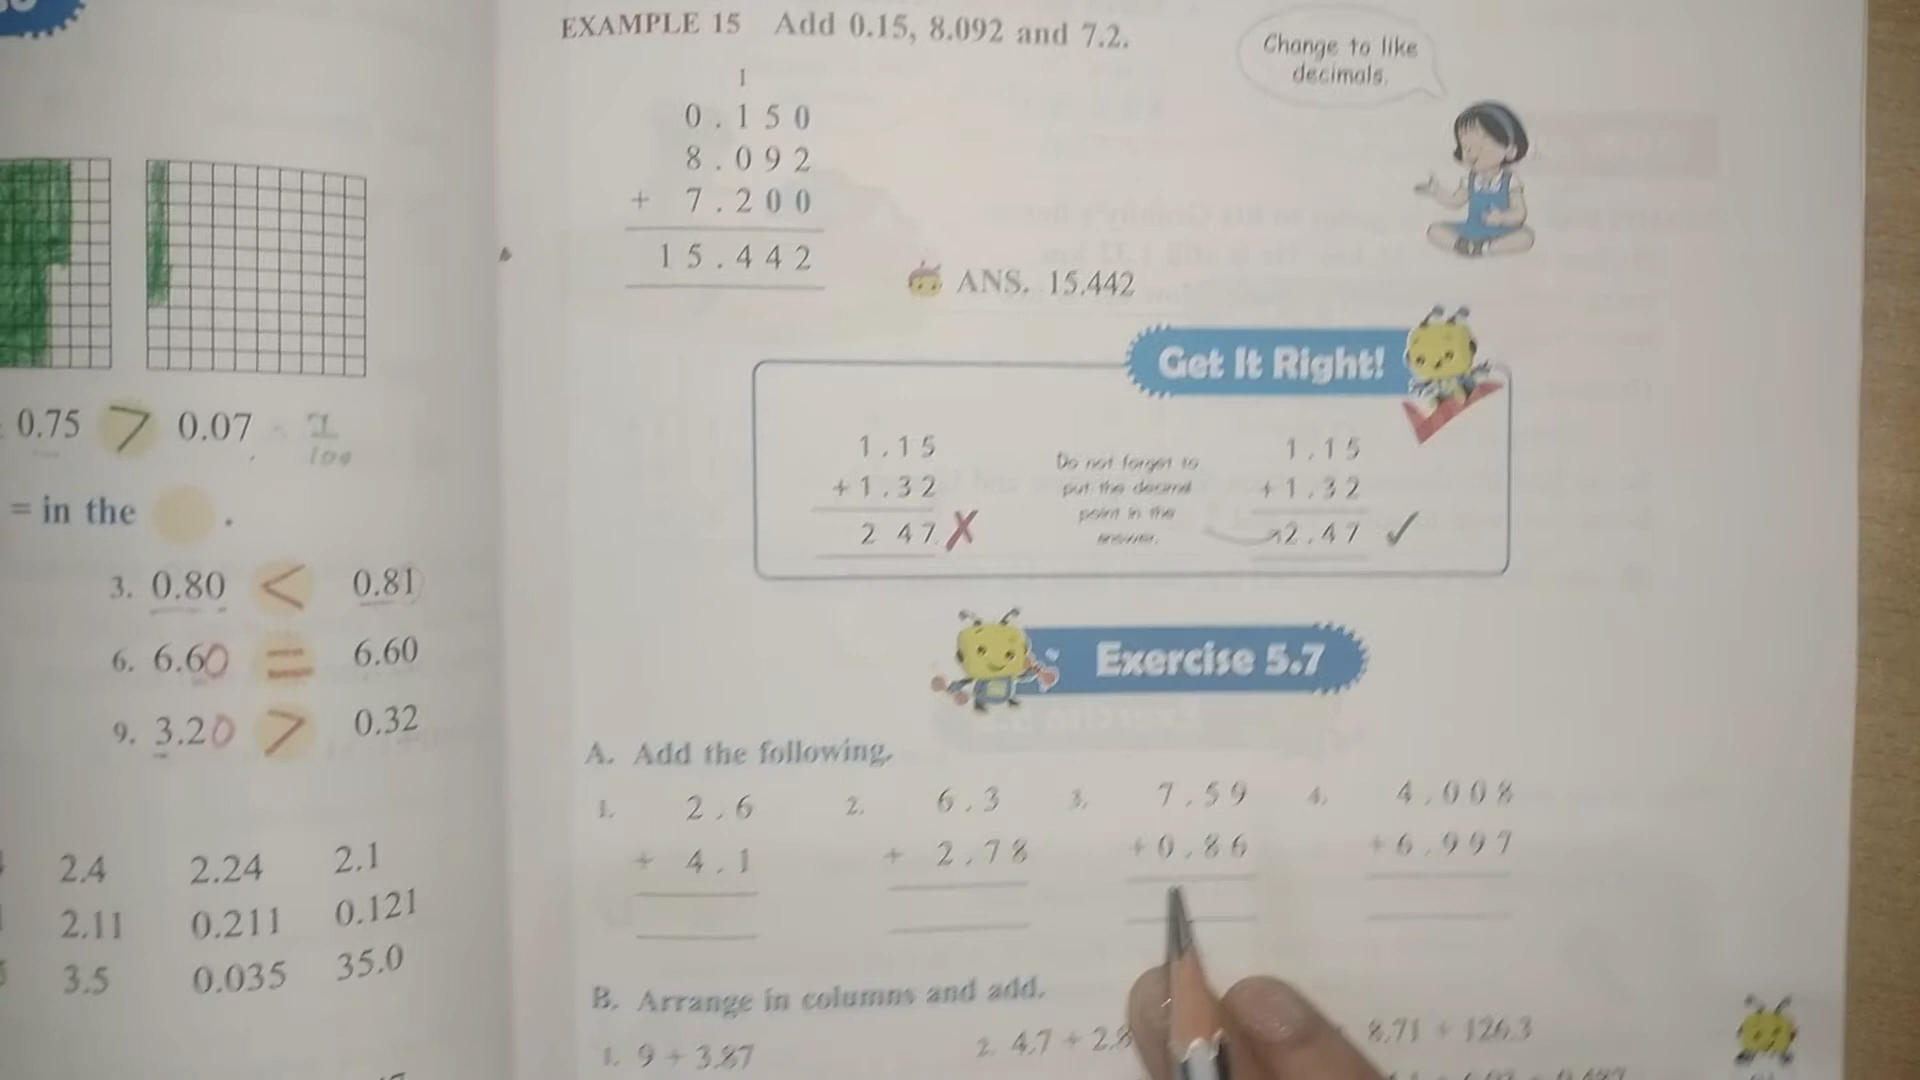 0.75 > 0.07 1
100
= in the .
3. 0.80 < 0.81
6. 6.60 = 6.60
9. 3.20 > 0.32
2.4 2.24 2.1
2.11 0.211 0.121
3.5 0.035 35.0
EXAMPLE 15 Add 0.15, 8.092 and 7.2.
Change to like
decimals.
1
0.150
8.092
+ 7.200
15.442
ANS. 15.442
Get It Right!
1.15
+1.32
2 47 X
Do not forget to
put the decimal
point in the
answer.
1.15
+1.32
2.47 ✓
Exercise 5.7
A. Add the following.
1. 2.6 2. 6.3 3. 7.59 4. 4.008
+ 4.1 + 2.78 +0.86 +6.997
B. Arrange in columns and add.
1. 9 + 3.87 2. 4.7 + 2.8 8.71 + 126.3